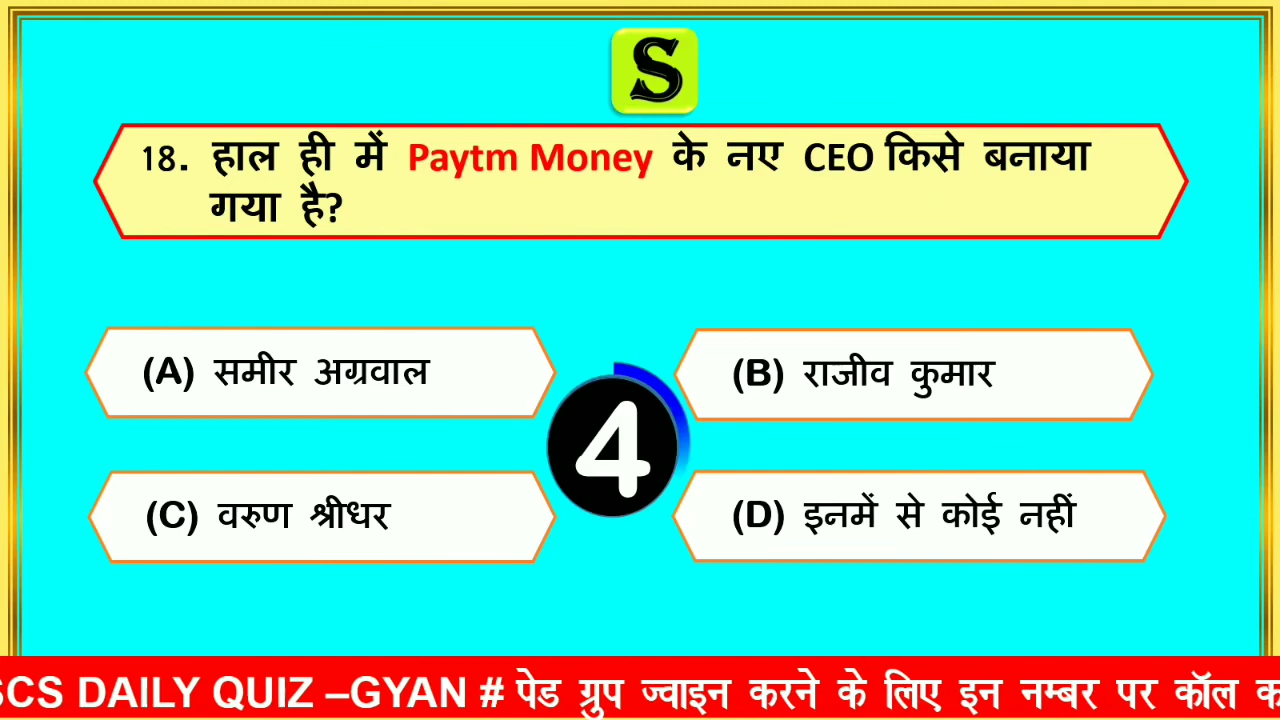 S
18. हाल ही में Paytm Money के नए CEO किसे बनाया
गया है?
(A) समीर अग्रवाल
(B) राजीव कुमार
4
(C) वरुण श्रीधर
(D) इनमें से कोई नहीं
SCS DAILY QUIZ –GYAN # पेड ग्रुप ज्वाइन करने के लिए इन नम्बर पर कॉल क